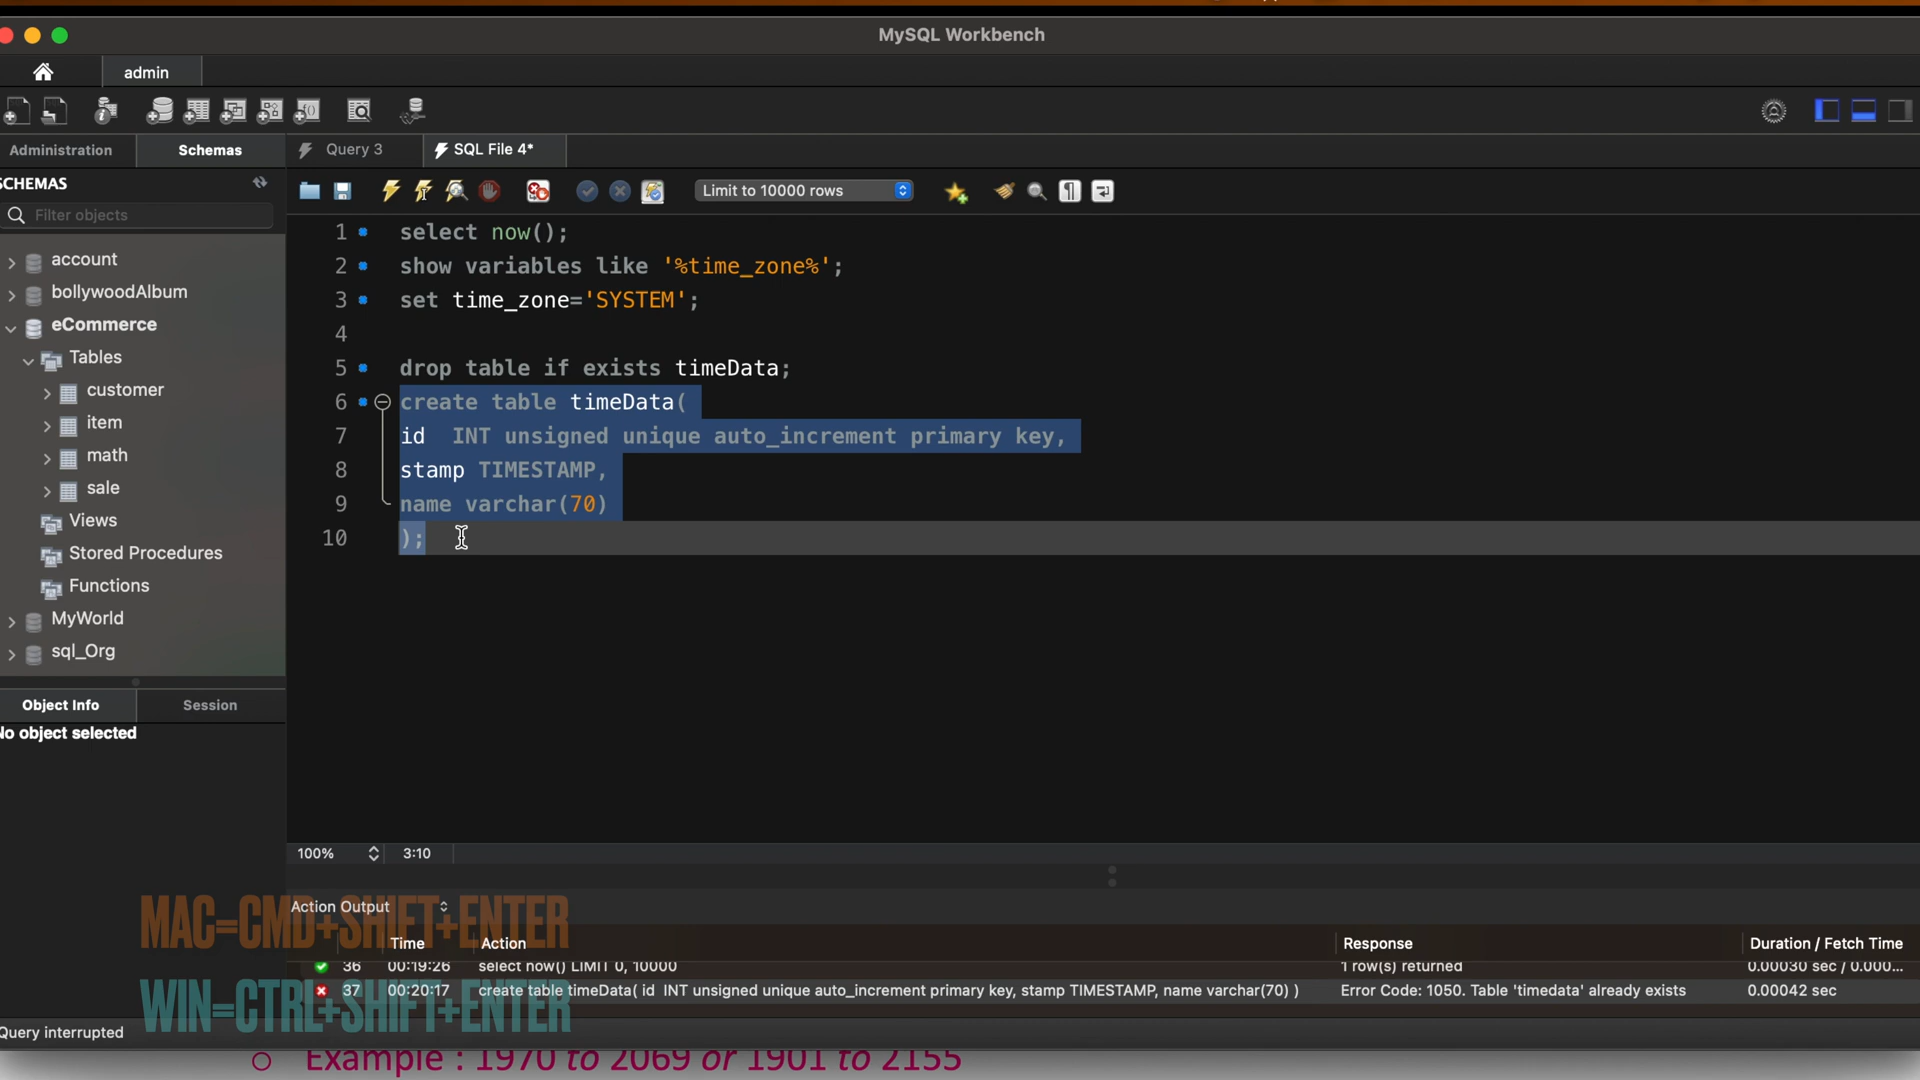 MySQL Workbench
admin
Administration
Schemas
Query 3
SQL File 4*
SCHEMAS
Limit to 10000 rows
Filter objects
account
bollywoodAlbum
eCommerce
Tables
customer
item
math
sale
Views
Stored Procedures
Functions
MyWorld
sql_Org
Object Info
Session
No object selected
1 select now();
2 show variables like '%time_zone%';
3 set time_zone='SYSTEM';
4
5 drop table if exists timeData;
6 create table timeData(
7 id  INT unsigned unique auto_increment primary key,
8 stamp TIMESTAMP,
9 name varchar(70)
10 );
100%
3:10
Action Output
Time Action Response Duration / Fetch Time
36 00:19:26 select now() LIMIT 0, 10000 1 row(s) returned 0.00030 sec / 0.000...
37 00:20:17 create table timeData( id  INT unsigned unique auto_increment primary key, stamp TIMESTAMP, name varchar(70) ) Error Code: 1050. Table 'timedata' already exists 0.00042 sec
MAC=CMD+SHIFT+ENTER
WIN=CTRL+SHIFT+ENTER
Query interrupted
Example : 1970 to 2069 or 1901 to 2155